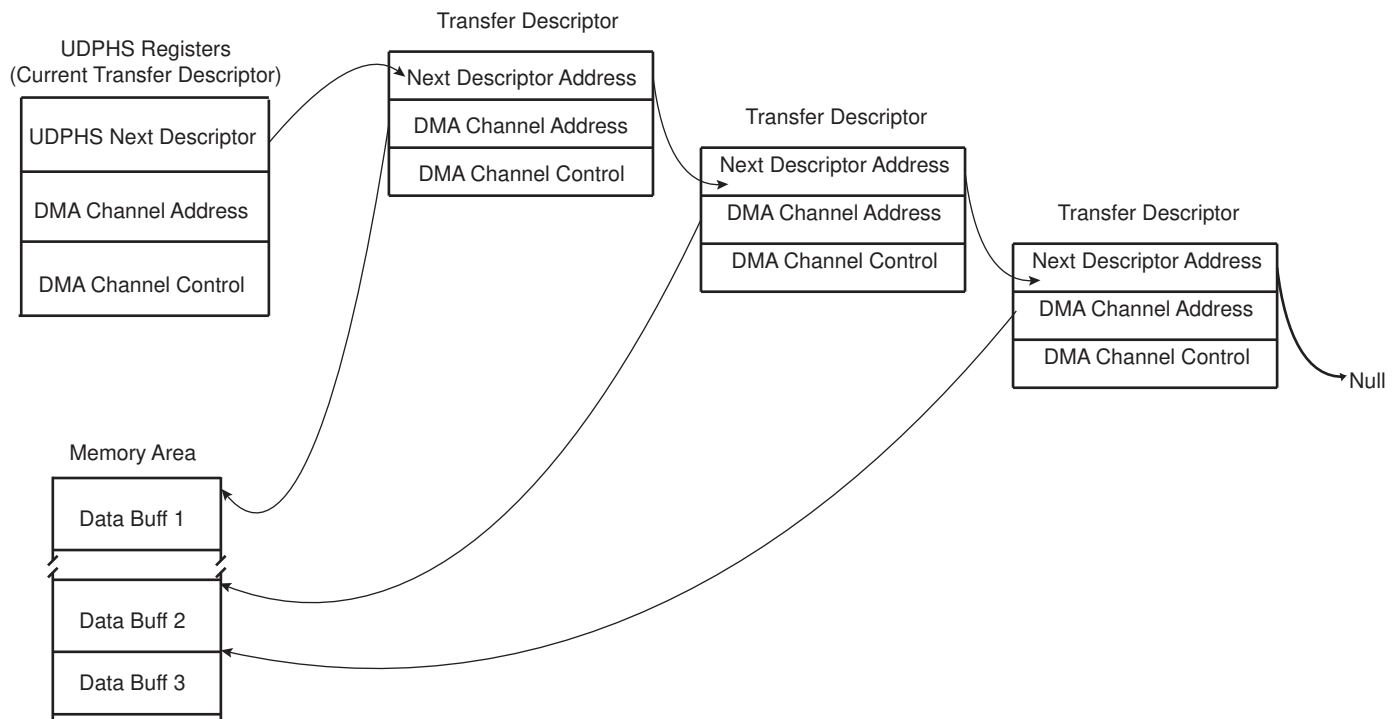 Transfer Descriptor
UDPHS Registers
(Current Transfer Descriptor)
Next Descriptor Address
DMA Channel Address
DMA Channel Control
UDPHS Next Descriptor
DMA Channel Address
DMA Channel Control
Transfer Descriptor
Next Descriptor Address
DMA Channel Address
DMA Channel Control
Transfer Descriptor
Next Descriptor Address
DMA Channel Address
DMA Channel Control
Null
Memory Area
Data Buff 1
Data Buff 2
Data Buff 3